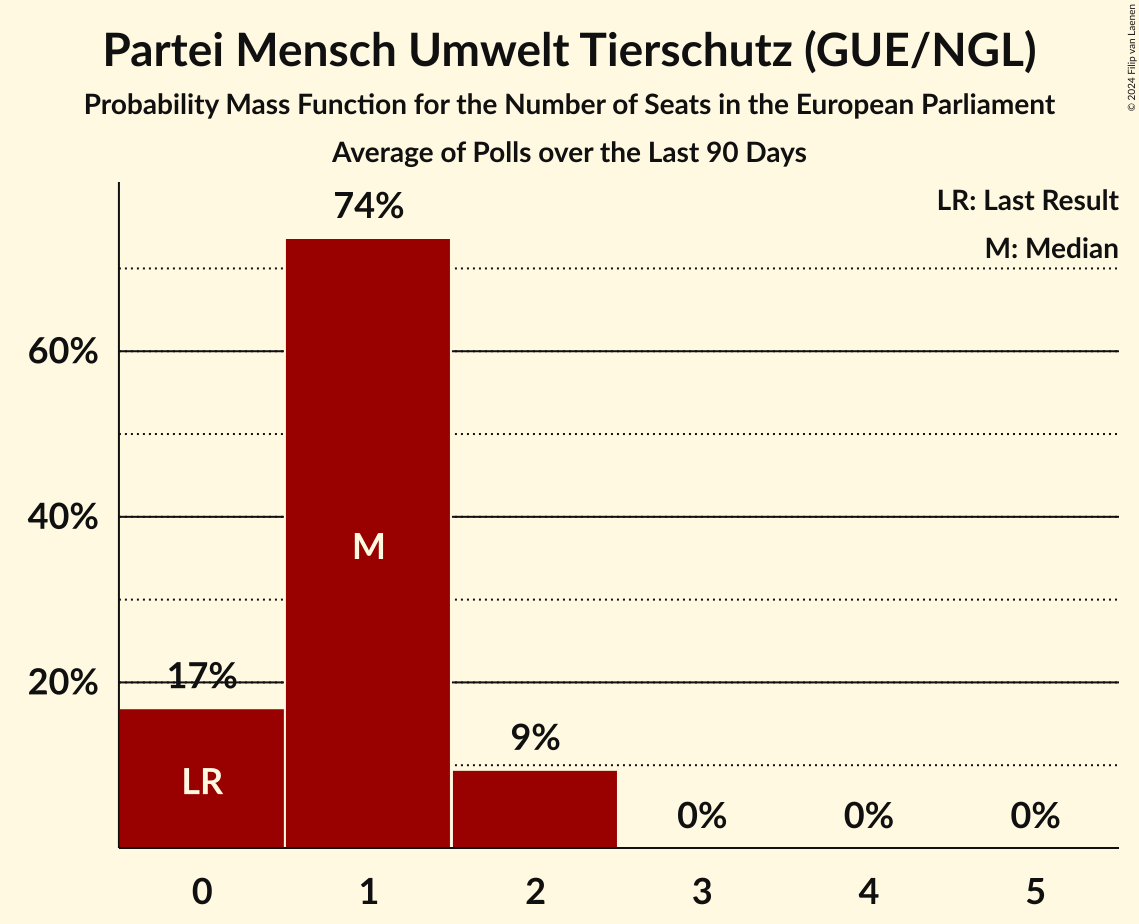 Partei Mensch Umwelt Tierschutz (GUE/NGL)
Probability Mass Function for the Number of Seats in the European Parliament
Average of Polls over the Last 90 Days
© 2024 Filip van Laenen
LR: Last Result
M: Median
74%
60%
40%
M
17%
20%
9%
LR
0%
0%
0%
0
1
2
3
4
5